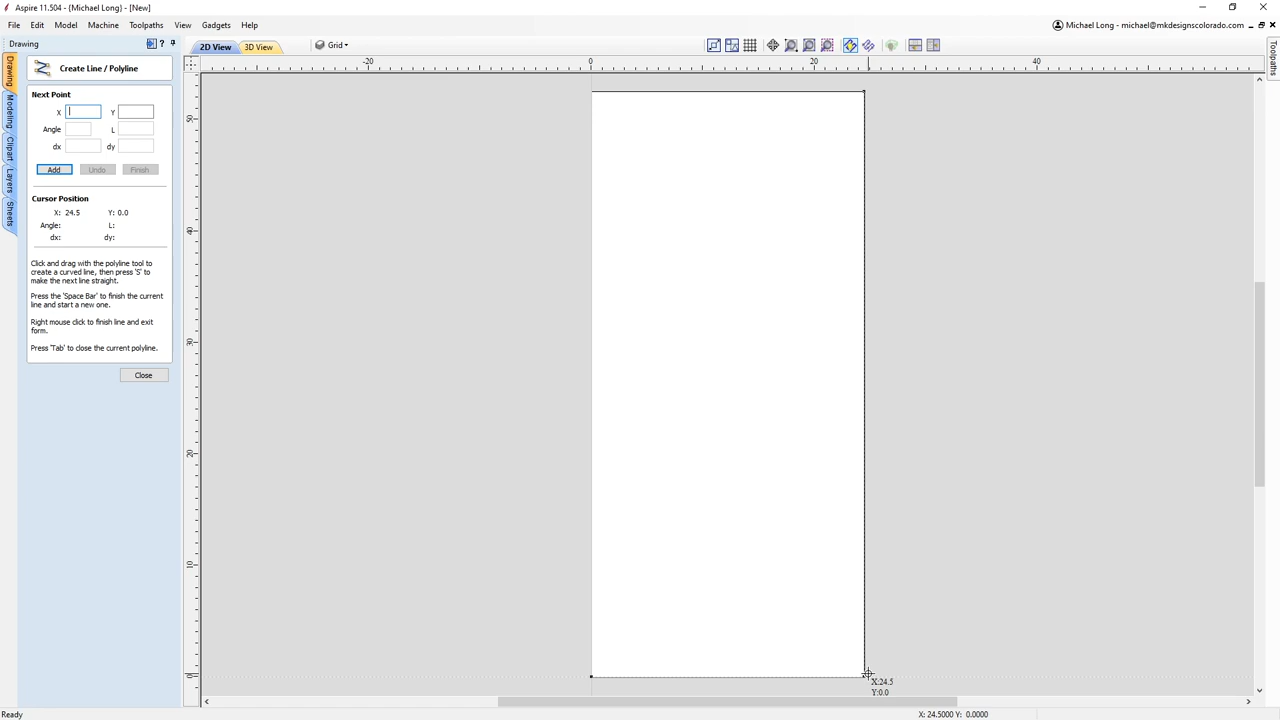 Aspire 11.504 - {Michael Long} - [New]
File Edit Model Machine Toolpaths View Gadgets Help
Michael Long - michael@mkdesignscolorado.com
Drawing
?
2D View 3D View
Grid
Create Line / Polyline
Next Point
X Y
Angle L
dx dy
Add Undo Finish
Cursor Position
X: 24.5 Y: 0.0
Angle: L:
dx: dy:
Click and drag with the polyline tool to
create a curved line, then press 'S' to
make the next line straight.
Press the 'Space Bar' to finish the current
line and start a new one.
Right mouse click to finish line and exit
form.
Press 'Tab' to close the current polyline.
Close
Drawing
Modeling
Clipart
Layers
Sheets
-20 0 20 40
50
40
30
20
10
0
X:24.5
Y:0.0
Toolpaths
Ready
X: 24.5000 Y: 0.0000